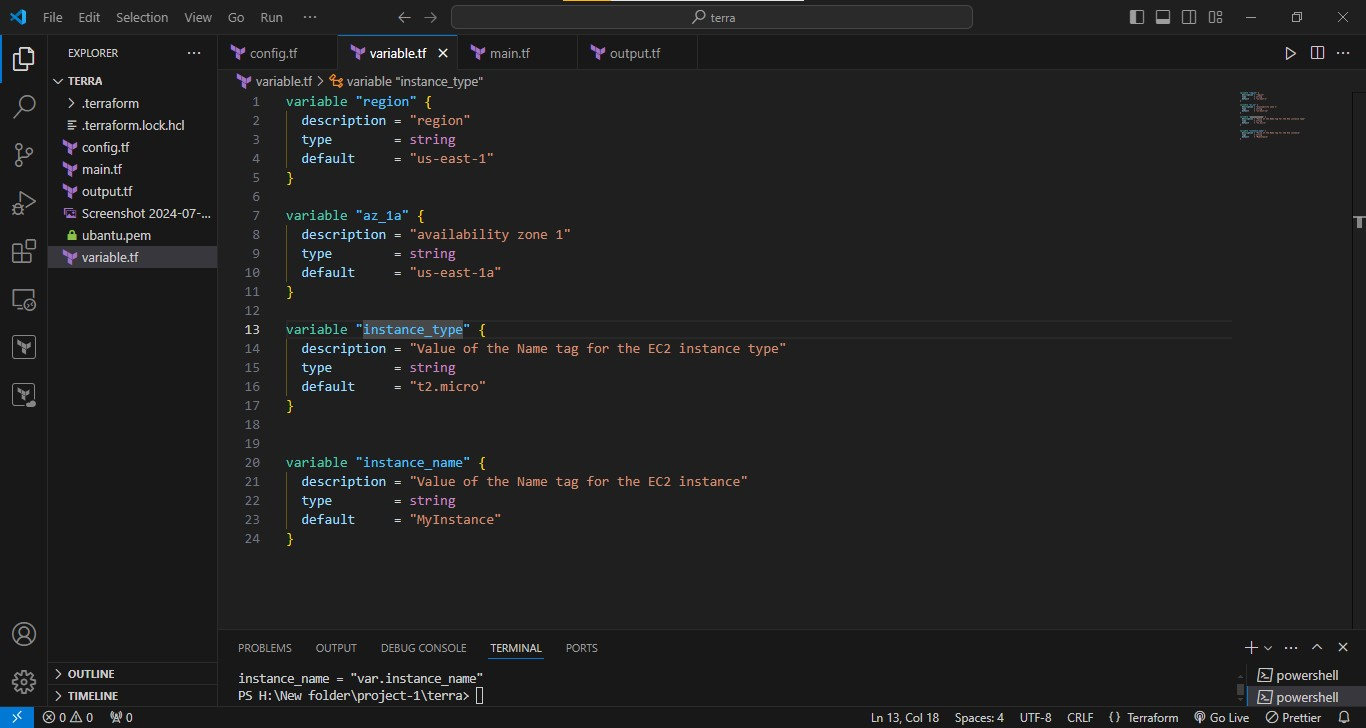 File Edit Selection View Go Run ··· terra
EXPLORER ···
TERRA
.terraform
.terraform.lock.hcl
config.tf
main.tf
output.tf
Screenshot 2024-07-...
ubantu.pem
variable.tf
OUTLINE
TIMELINE
config.tf variable.tf main.tf output.tf
variable.tf > variable "instance_type"
1 variable "region" {
2 description = "region"
3 type = string
4 default = "us-east-1"
5 }
6
7 variable "az_1a" {
8 description = "availability zone 1"
9 type = string
10 default = "us-east-1a"
11 }
12
13 variable "instance_type" {
14 description = "Value of the Name tag for the EC2 instance type"
15 type = string
16 default = "t2.micro"
17 }
18
19
20 variable "instance_name" {
21 description = "Value of the Name tag for the EC2 instance"
22 type = string
23 default = "MyInstance"
24 }
PROBLEMS OUTPUT DEBUG CONSOLE TERMINAL PORTS
instance_name = "var.instance_name"
PS H:\New folder\project-1\terra>
powershell
powershell
0 0 0 Ln 13, Col 18 Spaces: 4 UTF-8 CRLF {} Terraform Go Live Prettier